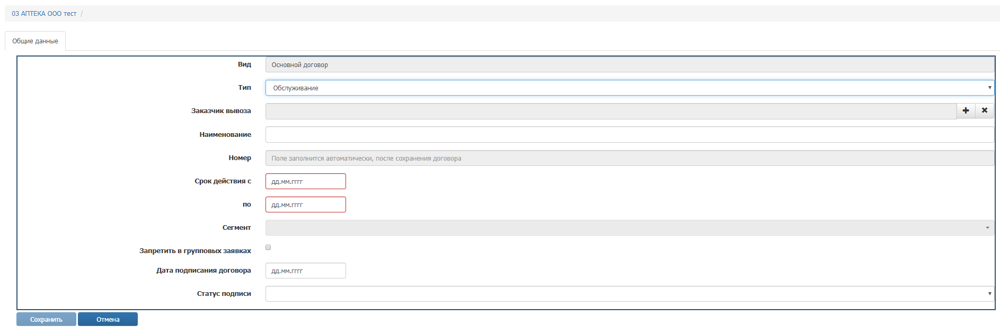 03 АПТЕКА ООО тест /
Общие данные
Вид Основной договор
Тип Обслуживание
Заказчик вывоза
Наименование
Номер Поле заполнится автоматически, после сохранения договора
Срок действия с дд.мм.гггг
по дд.мм.гггг
Сегмент
Запретить в групповых заявках
Дата подписания договора дд.мм.гггг
Статус подписи
Сохранить Отмена